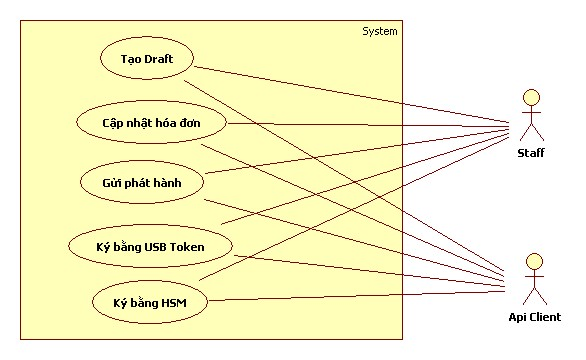 System
Tạo Draft
Cập nhật hóa đơn
Gửi phát hành
Ký bằng USB Token
Ký bằng HSM
Staff
Api Client